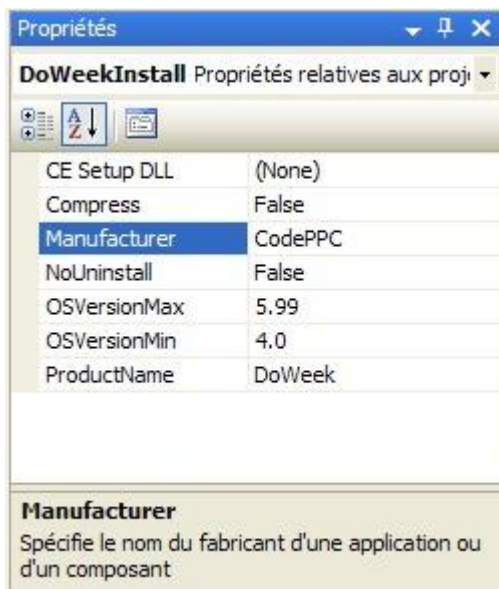 Propriétés
DoWeekInstall Propriétés relatives aux proj
CE Setup DLL (None)
Compress False
Manufacturer CodePPC
NoUninstall False
OSVersionMax 5.99
OSVersionMin 4.0
ProductName DoWeek
Manufacturer
Spécifie le nom du fabricant d'une application ou
d'un composant